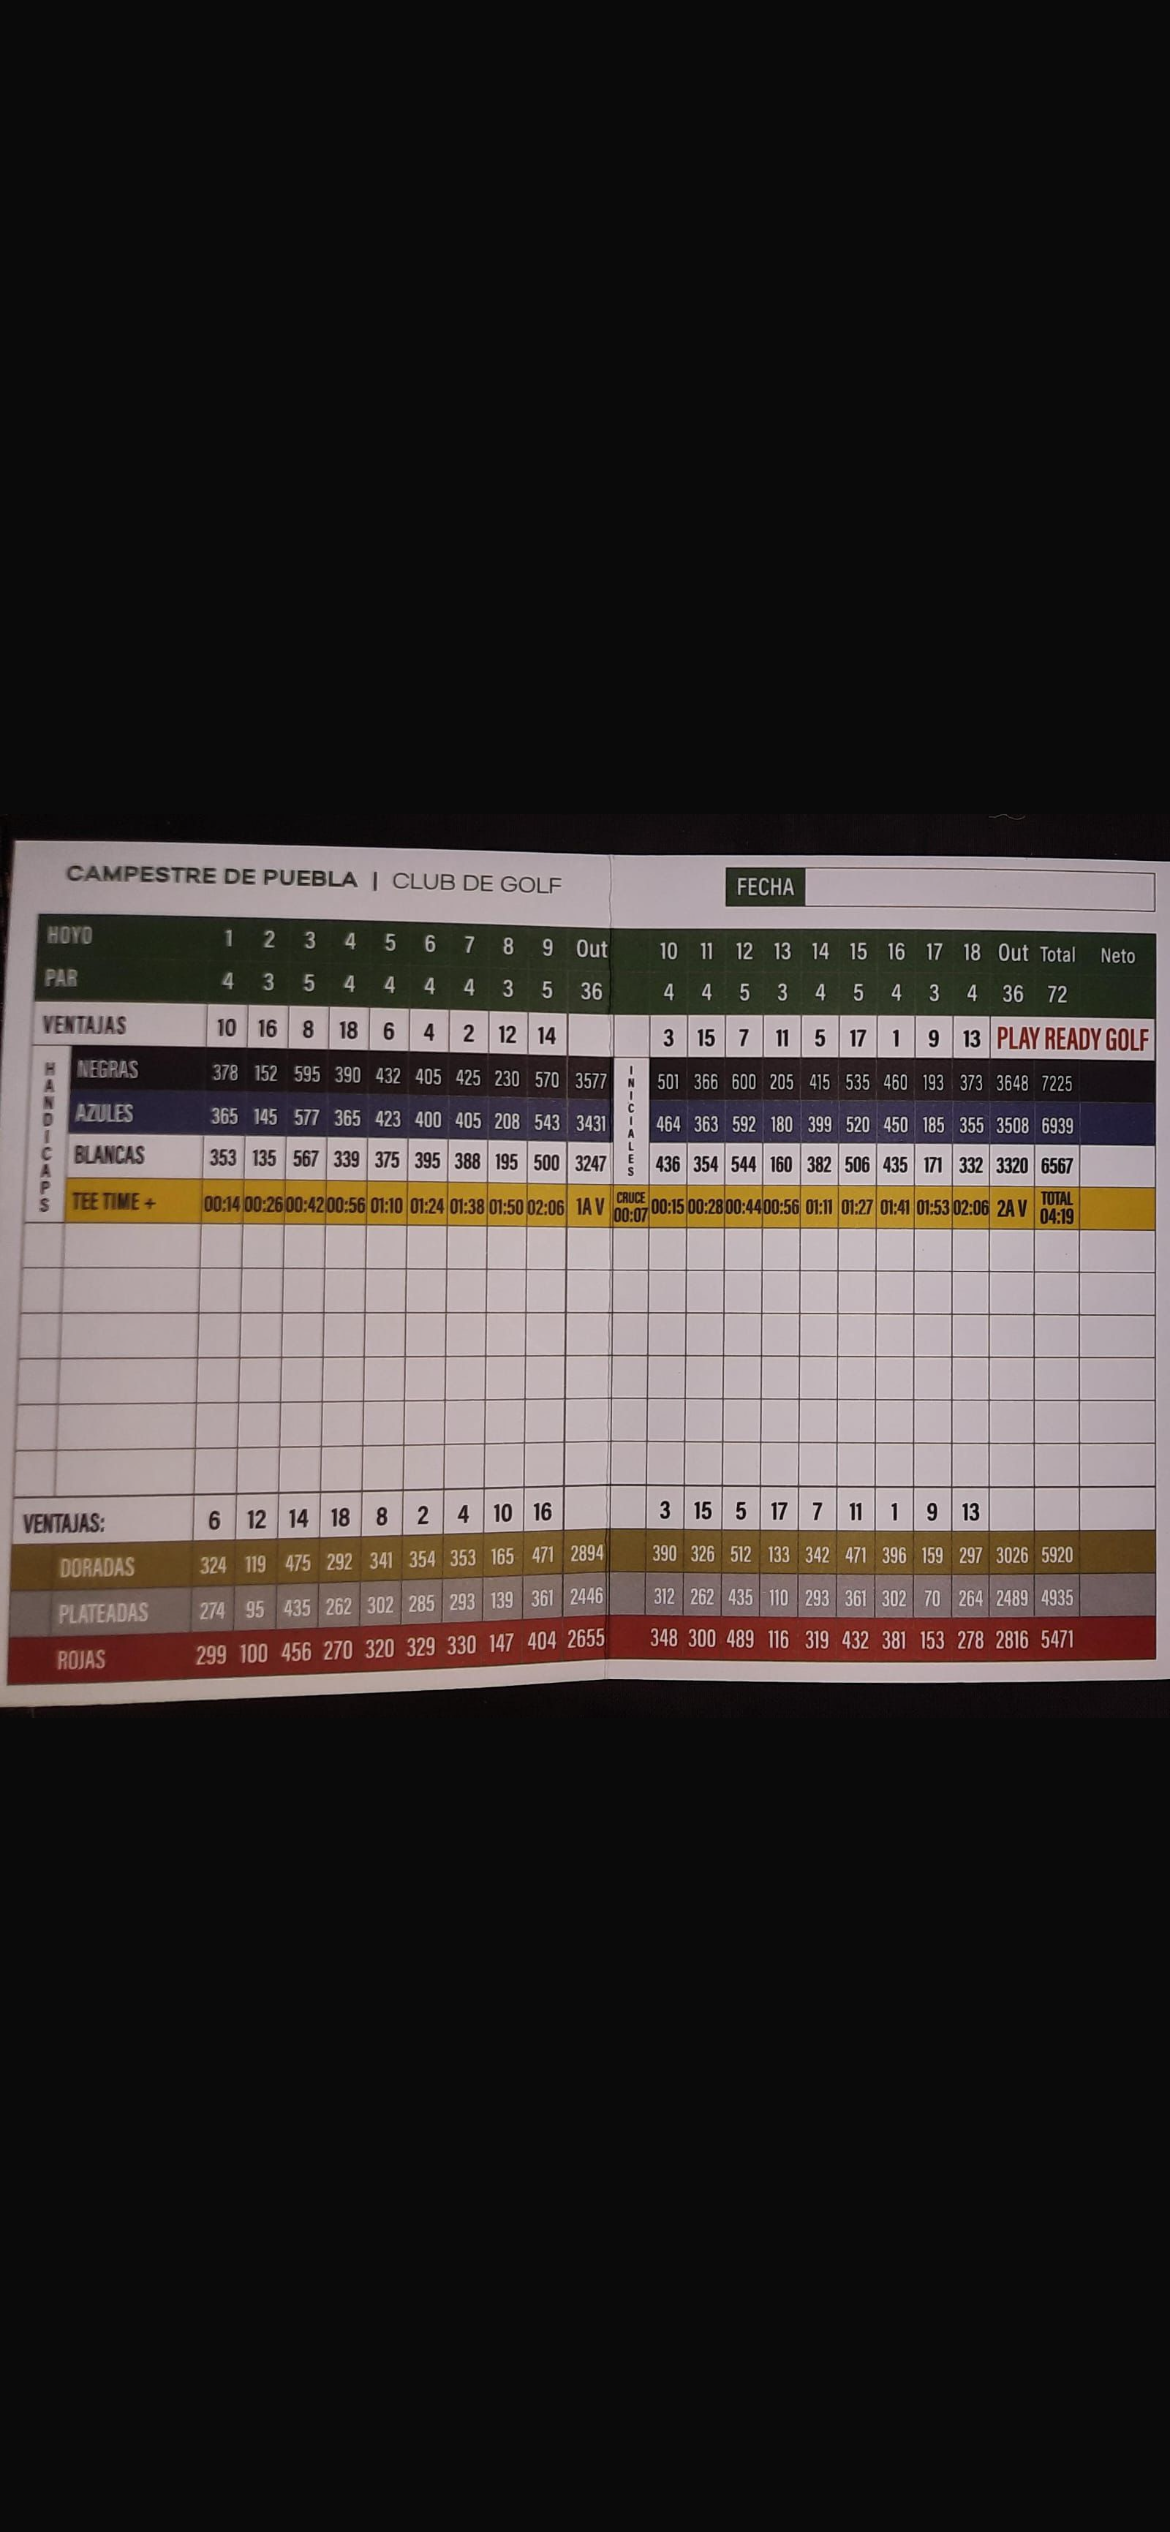 CAMPESTRE DE PUEBLA | CLUB DE GOLF FECHA
HOYO 1 2 3 4 5 6 7 8 9 Out 10 11 12 13 14 15 16 17 18 Out Total Neto
PAR 4 3 5 4 4 4 4 3 5 36 4 4 5 3 4 5 4 3 4 36 72
VENTAJAS 10 16 8 18 6 4 2 12 14 3 15 7 11 5 17 1 9 13 PLAY READY GOLF
HANDICAPS
NEGRAS 378 152 595 390 432 405 425 230 570 3577 INICIALES 501 366 600 205 415 535 460 193 373 3648 7225
AZULES 365 145 577 365 423 400 405 208 543 3431 464 363 592 180 399 520 450 185 355 3508 6939
BLANCAS 353 135 567 339 375 395 388 195 500 3247 436 354 544 160 382 506 435 171 332 3320 6567
TEE TIME + 00:14 00:26 00:42 00:56 01:10 01:24 01:38 01:50 02:06 1A V CRUCE 00:07 00:15 00:28 00:44 00:56 01:11 01:27 01:41 01:53 02:06 2A V TOTAL 04:19
VENTAJAS: 6 12 14 18 8 2 4 10 16 3 15 5 17 7 11 1 9 13
DORADAS 324 119 475 292 341 354 353 165 471 2894 390 326 512 133 342 471 396 159 297 3026 5920
PLATEADAS 274 95 435 262 302 285 293 139 361 2446 312 262 435 110 293 361 302 70 264 2489 4935
ROJAS 299 100 456 270 320 329 330 147 404 2655 348 300 489 116 319 432 381 153 278 2816 5471